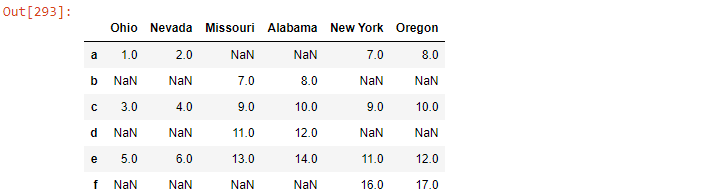 Out[293]:
Ohio Nevada Missouri Alabama New York Oregon
a 1.0 2.0 NaN NaN 7.0 8.0
b NaN NaN 7.0 8.0 NaN NaN
c 3.0 4.0 9.0 10.0 9.0 10.0
d NaN NaN 11.0 12.0 NaN NaN
e 5.0 6.0 13.0 14.0 11.0 12.0
f NaN NaN NaN NaN 16.0 17.0